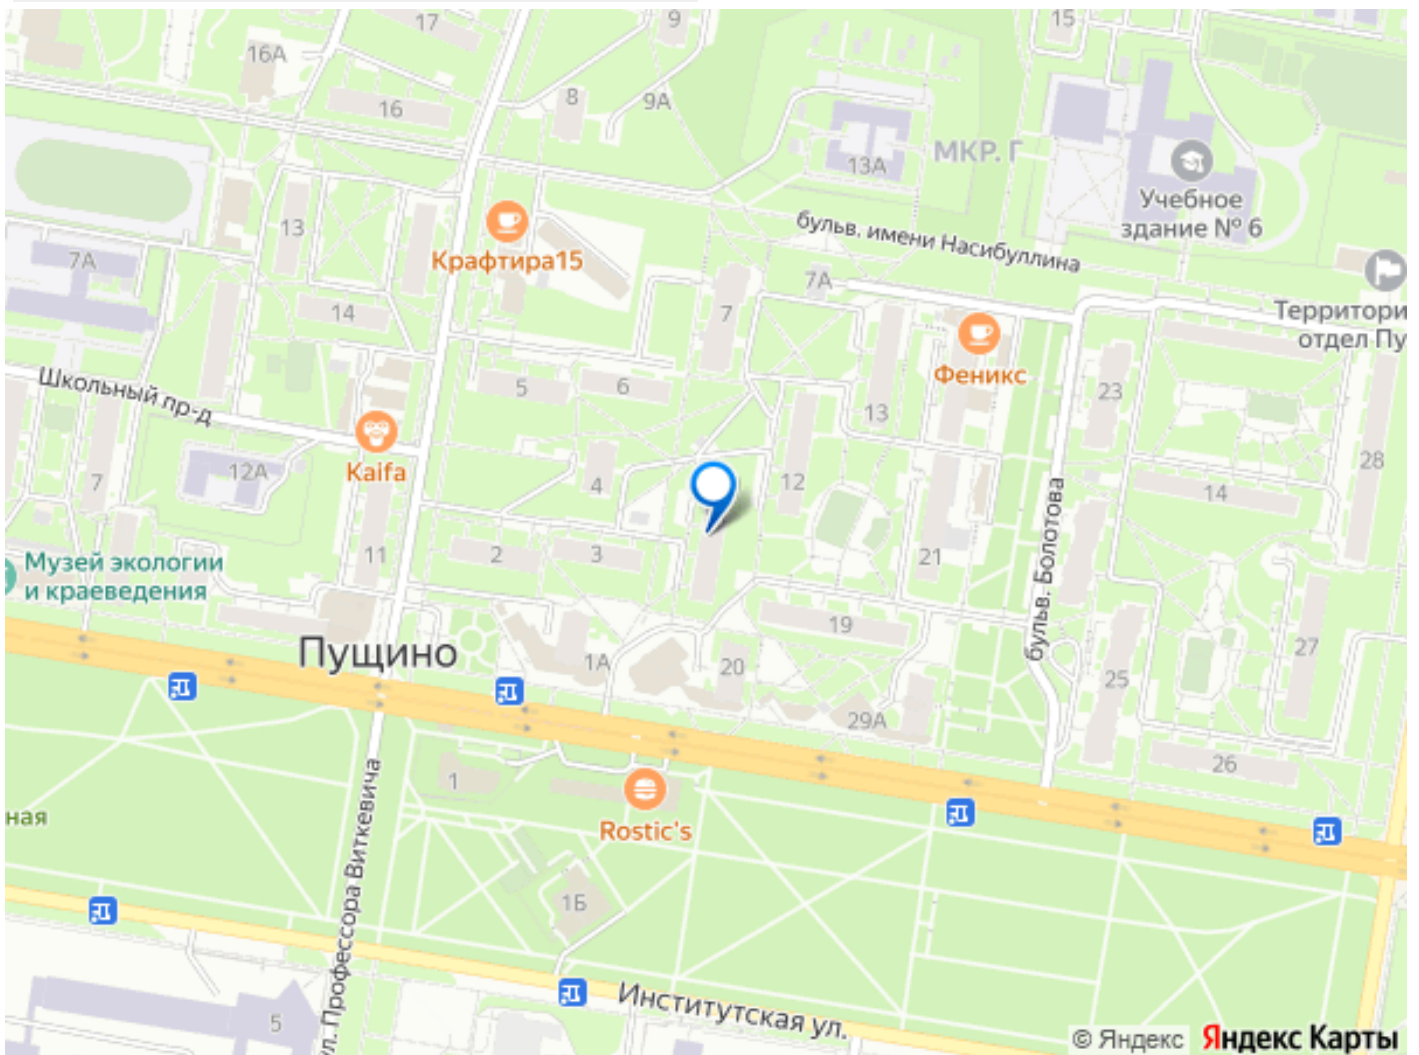 17
9
15
16А
16
8
9А
МКР. Г
13А
Учебное
здание № 6
13
бульв. имени Насибуллина
Крафтира15
7А
7А
7
14
Территори
отдел Пу
Феникс
Школьный пр-д
5
6
13
23
28
Kaifa
12А
7
4
12
14
бульв. Болотова
Музей экологии
и краеведения
11
2
3
21
19
Пущино
1А
20
27
25
29А
26
1
ная
Rostic's
ул. Профессора Виткевича
1Б
Институтская ул.
5
© Яндекс Яндекс Карты